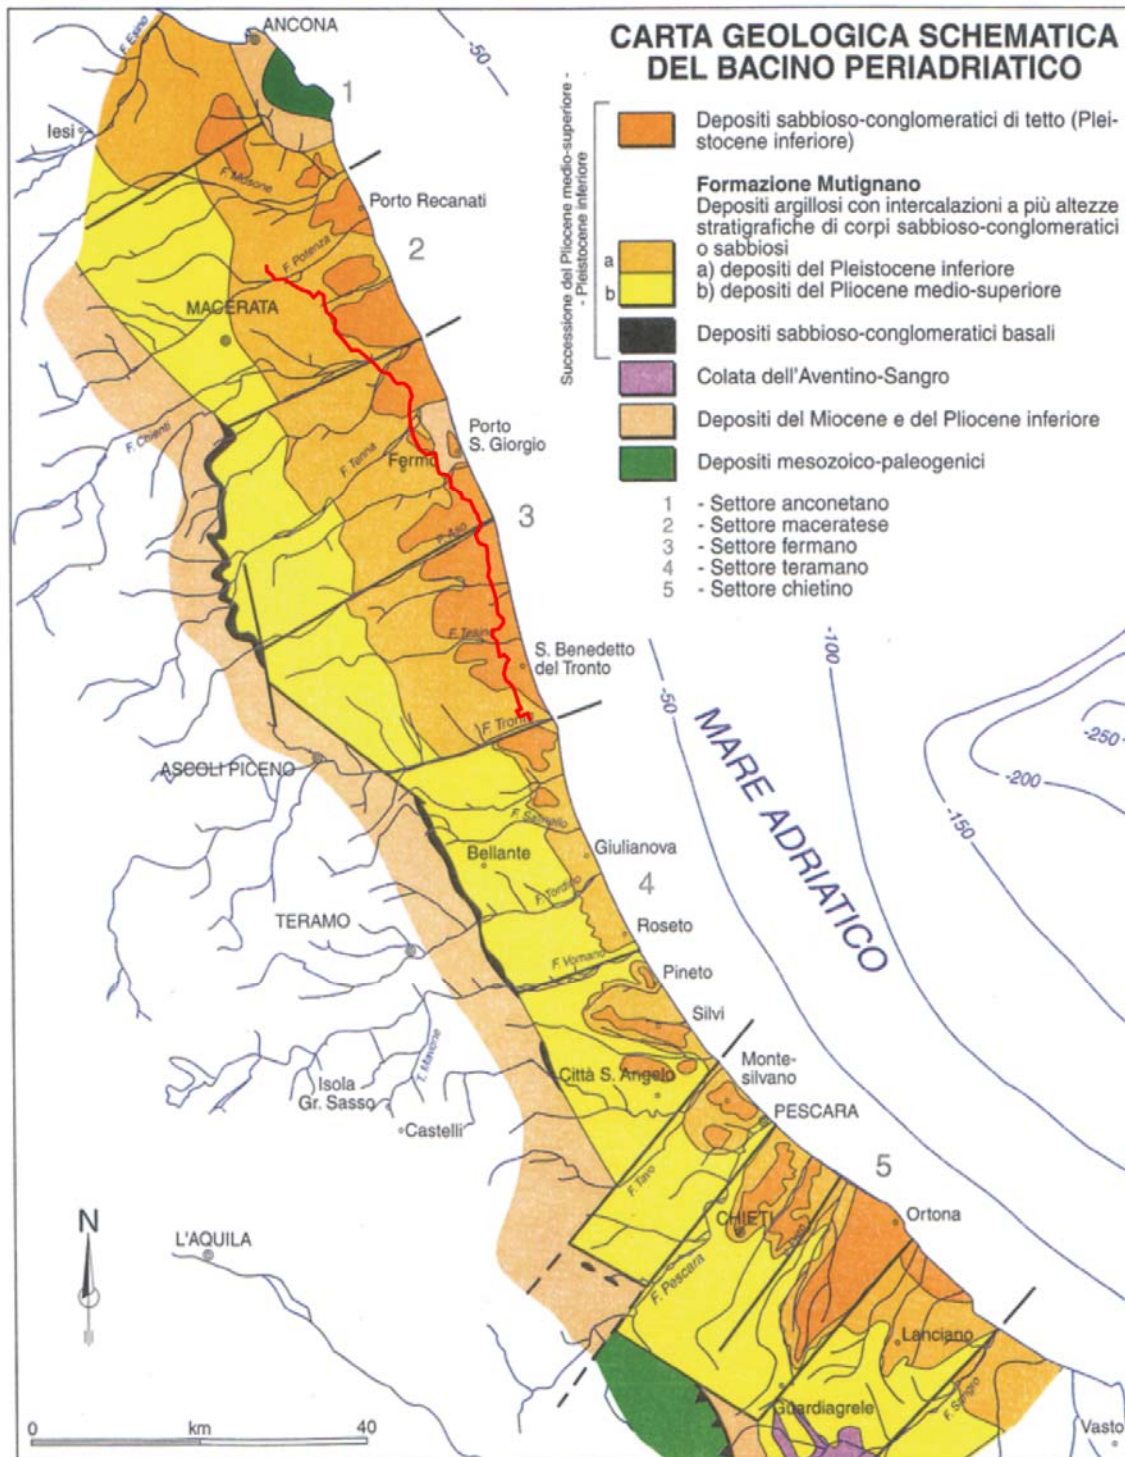 CARTA GEOLOGICA SCHEMATICA
DEL BACINO PERIADRIATICO
Successione del Pliocene medio-superiore -
- Pleistocene inferiore
Depositi sabbioso-conglomeratici di tetto (Plei-
stocene inferiore)
Formazione Mutignano
Depositi argillosi con intercalazioni a più altezze
stratigrafiche di corpi sabbioso-conglomeratici
o sabbiosi
a
a) depositi del Pleistocene inferiore
b
b) depositi del Pliocene medio-superiore
Depositi sabbioso-conglomeratici basali
Colata dell'Aventino-Sangro
Depositi del Miocene e del Pliocene inferiore
Depositi mesozoico-paleogenici
1 - Settore anconetano
2 - Settore maceratese
3 - Settore fermano
4 - Settore teramano
5 - Settore chietino
F. Esino
ANCONA
-50
1
Iesi
F. Musone
Porto Recanati
2
F. Potenza
MACERATA
F. Chienti
Porto
S. Giorgio
F. Tenna
Fermo
3
F. Aso
F. Tesino
S. Benedetto
del Tronto
F. Tronto
ASCOLI PICENO
-50
-100
MARE ADRIATICO
-250
-200
-150
F. Salinello
Bellante
Giulianova
F. Tordino
4
TERAMO
Roseto
F. Vomano
Pineto
Silvi
T. Mavone
Isola
Gr. Sasso
Castelli
Città S. Angelo
Monte-
silvano
PESCARA
5
F. Tavo
CHIETI
Ortona
N
L'AQUILA
F. Pescara
Lanciano
Guardiagrele
F. Sangro
Vasto
0 km 40